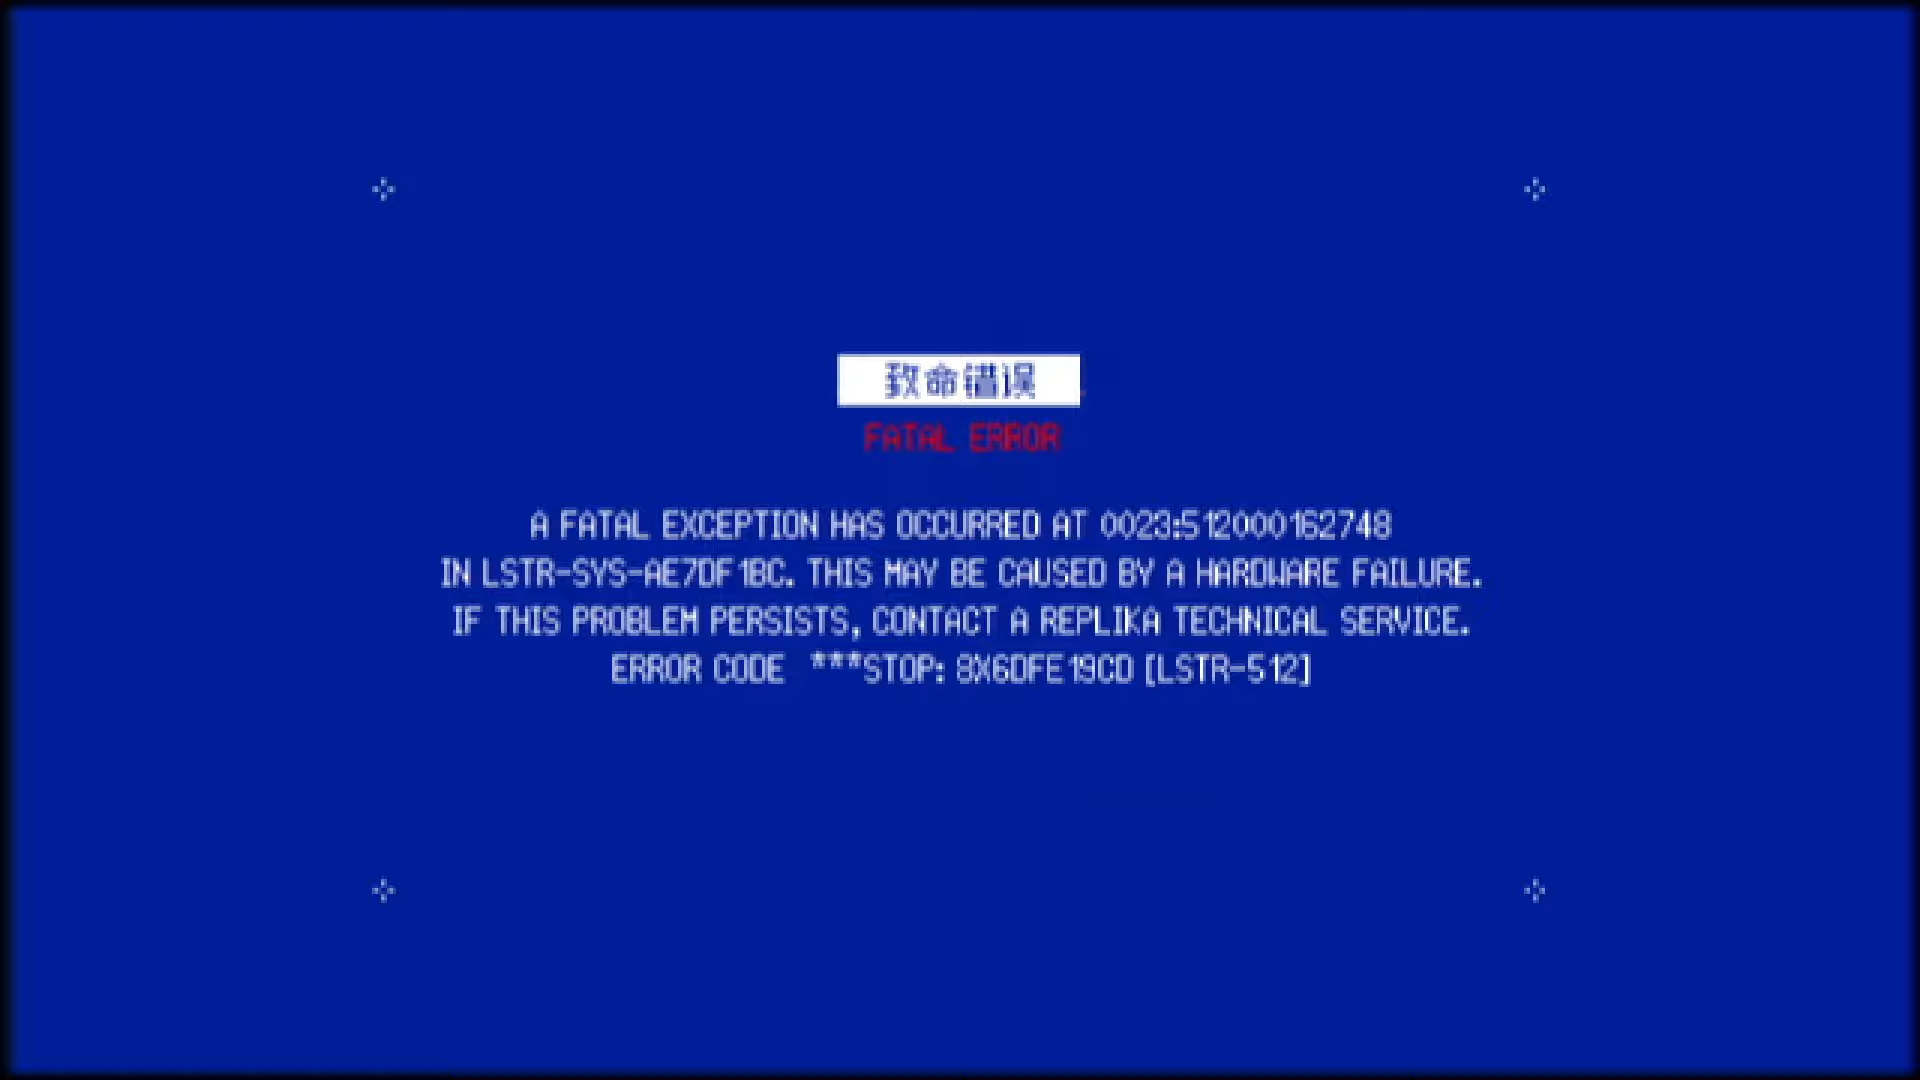 致命错误
FATAL ERROR
A FATAL EXCEPTION HAS OCCURRED AT 0023:512000162748
IN LSTR-SYS-AE7DF1BC. THIS MAY BE CAUSED BY A HARDWARE FAILURE.
IF THIS PROBLEM PERSISTS, CONTACT A REPLIKA TECHNICAL SERVICE.
ERROR CODE ***STOP: 8X6DFE19CD [LSTR-512]